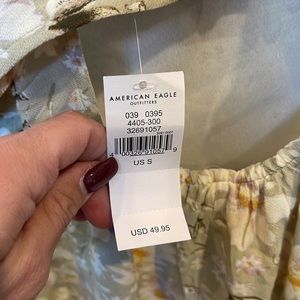 AMERICAN EAGLE
OUTFITTERS
039 0395
4405-300
32691057
US S
USD 49.95